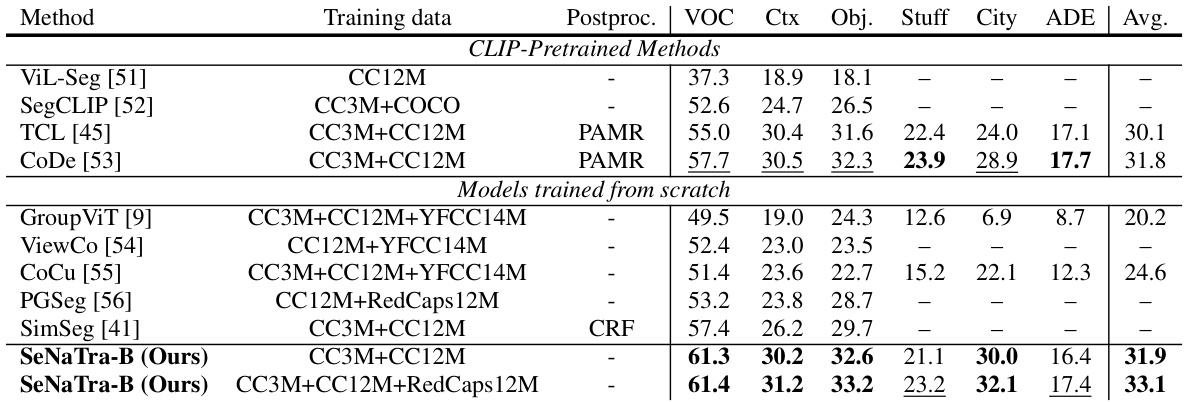 Method Training data Postproc. VOC Ctx Obj. Stuff City ADE Avg.
CLIP-Pretrained Methods
ViL-Seg [51] CC12M - 37.3 18.9 18.1 – – – –
SegCLIP [52] CC3M+COCO - 52.6 24.7 26.5 – – – –
TCL [45] CC3M+CC12M PAMR 55.0 30.4 31.6 22.4 24.0 17.1 30.1
CoDe [53] CC3M+CC12M PAMR 57.7 30.5 32.3 23.9 28.9 17.7 31.8
Models trained from scratch
GroupViT [9] CC3M+CC12M+YFCC14M - 49.5 19.0 24.3 12.6 6.9 8.7 20.2
ViewCo [54] CC12M+YFCC14M - 52.4 23.0 23.5 – – – –
CoCu [55] CC3M+CC12M+YFCC14M - 51.4 23.6 22.7 15.2 22.1 12.3 24.6
PGSeg [56] CC12M+RedCaps12M - 53.2 23.8 28.7 – – – –
SimSeg [41] CC3M+CC12M CRF 57.4 26.2 29.7 – – – –
SeNaTra-B (Ours) CC3M+CC12M - 61.3 30.2 32.6 21.1 30.0 16.4 31.9
SeNaTra-B (Ours) CC3M+CC12M+RedCaps12M - 61.4 31.2 33.2 23.2 32.1 17.4 33.1